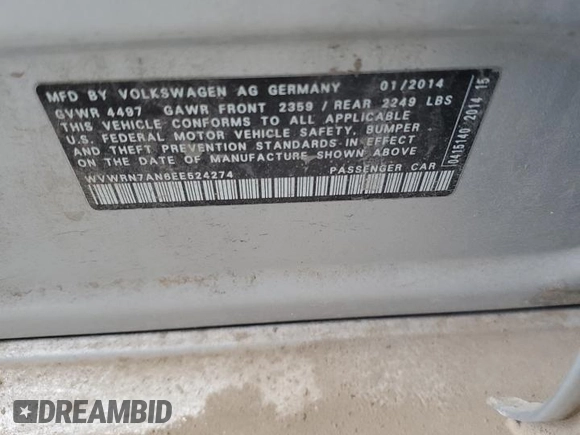 MFD BY VOLKSWAGEN AG GERMANY 01/2014
GVWR 4497 GAWR FRONT 2359 / REAR 2249 LBS
THIS VEHICLE CONFORMS TO ALL APPLICABLE
U.S. FEDERAL MOTOR VEHICLE SAFETY, BUMPER
AND THEFT PREVENTION STANDARDS IN EFFECT
ON THE DATE OF MANUFACTURE SHOWN ABOVE
WVWRN7AN6EE524274 PASSENGER CAR
0415140 2014 15
DREAMBID